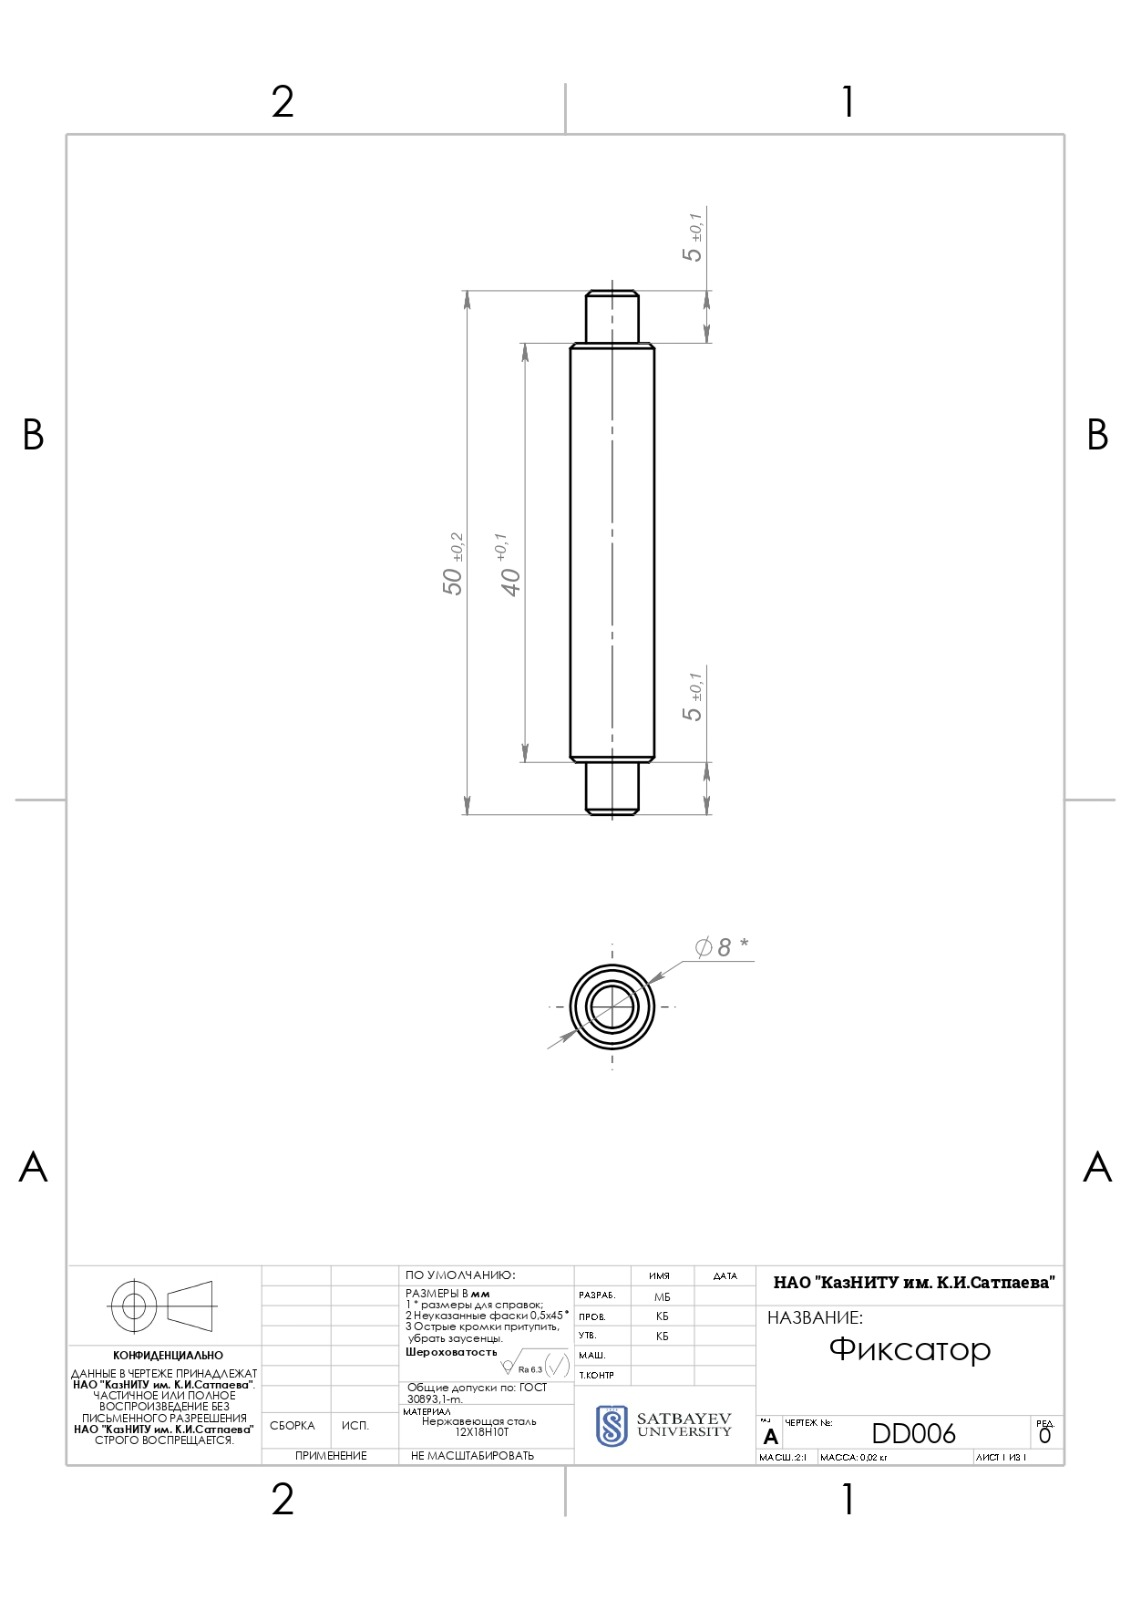 2
1
5 ±0,1
B
B
50 ±0,2
40 +0,1
5 ±0,1
⌀8 *
A
A
КОНФИДЕНЦИАЛЬНО
ДАННЫЕ В ЧЕРТЕЖЕ ПРИНАДЛЕЖАТ
НАО "КазНИТУ им. К.И.Сатпаева".
ЧАСТИЧНОЕ ИЛИ ПОЛНОЕ
ВОСПРОИЗВЕДЕНИЕ БЕЗ
ПИСЬМЕННОГО РАЗРЕЕШЕНИЯ
НАО "КазНИТУ им. К.И.Сатпаева"
СТРОГО ВОСПРЕЩАЕТСЯ.
СБОРКА
ИСП.
ПРИМЕНЕНИЕ
ПО УМОЛЧАНИЮ:
РАЗМЕРЫ В мм
1 * размеры для справок;
2 Неуказанные фаски 0,5x45°
3 Острые кромки притупить,
убрать заусенцы.
Шероховатость
Ra 6.3 (√)
Общие допуски по: ГОСТ
30893,1-m.
МАТЕРИАЛ
Нержавеющая сталь
12Х18Н10Т
НЕ МАСШТАБИРОВАТЬ
ИМЯ
ДАТА
РАЗРАБ.
МБ
ПРОВ.
КБ
УТВ.
КБ
МАШ.
Т.КОНТР
SATBAYEV
UNIVERSITY
НАО "КазНИТУ им. К.И.Сатпаева"
НАЗВАНИЕ:
Фиксатор
A
ЧЕРТЕЖ №:
DD006
РЕД.
0
МАСШ.:2:1
МАССА: 0,02 кг
ЛИСТ 1 ИЗ 1
2
1